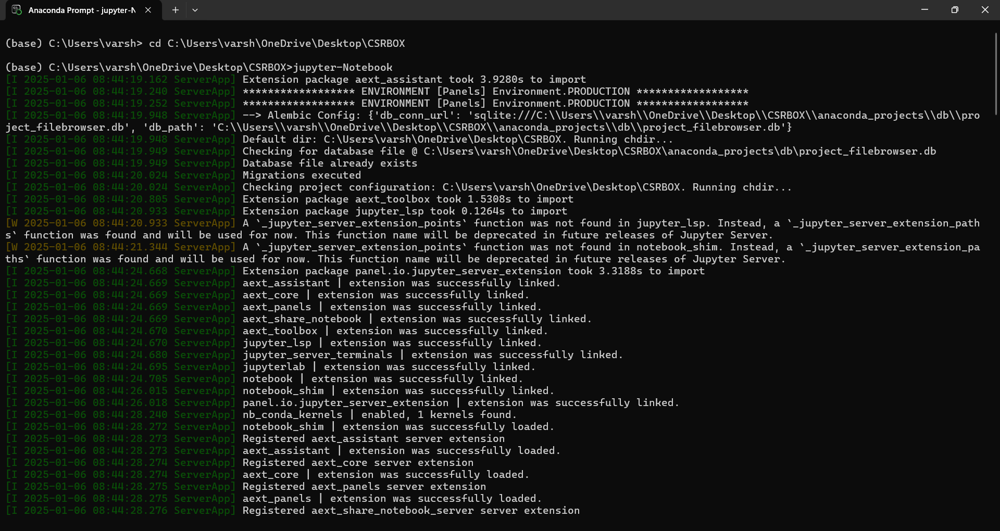 Anaconda Prompt - jupyter-N
(base) C:\Users\varsh> cd C:\Users\varsh\OneDrive\Desktop\CSRBOX
(base) C:\Users\varsh\OneDrive\Desktop\CSRBOX>jupyter-Notebook
[I 2025-01-06 08:44:19.162 ServerApp] Extension package aext_assistant took 3.9280s to import
[I 2025-01-06 08:44:19.240 ServerApp] ****************** ENVIRONMENT [Panels] Environment.PRODUCTION ******************
[I 2025-01-06 08:44:19.252 ServerApp] ****************** ENVIRONMENT [Panels] Environment.PRODUCTION ******************
[I 2025-01-06 08:44:19.948 ServerApp] --> Alembic Config: {'db_conn_url': 'sqlite:///C:\\Users\\varsh\\OneDrive\\Desktop\\CSRBOX\\anaconda_projects\\db\\pro
ject_filebrowser.db', 'db_path': 'C:\\Users\\varsh\\OneDrive\\Desktop\\CSRBOX\\anaconda_projects\\db\\project_filebrowser.db'}
[I 2025-01-06 08:44:19.948 ServerApp] Default dir: C:\Users\varsh\OneDrive\Desktop\CSRBOX. Running chdir...
[I 2025-01-06 08:44:19.949 ServerApp] Checking for database file @ C:\Users\varsh\OneDrive\Desktop\CSRBOX\anaconda_projects\db\project_filebrowser.db
[I 2025-01-06 08:44:19.949 ServerApp] Database file already exists
[I 2025-01-06 08:44:20.024 ServerApp] Migrations executed
[I 2025-01-06 08:44:20.024 ServerApp] Checking project configuration: C:\Users\varsh\OneDrive\Desktop\CSRBOX. Running chdir...
[I 2025-01-06 08:44:20.805 ServerApp] Extension package aext_toolbox took 1.5308s to import
[I 2025-01-06 08:44:20.933 ServerApp] Extension package jupyter_lsp took 0.1264s to import
[W 2025-01-06 08:44:20.933 ServerApp] A `_jupyter_server_extension_points` function was not found in jupyter_lsp. Instead, a `_jupyter_server_extension_path
s` function was found and will be used for now. This function name will be deprecated in future releases of Jupyter Server.
[W 2025-01-06 08:44:21.344 ServerApp] A `_jupyter_server_extension_points` function was not found in notebook_shim. Instead, a `_jupyter_server_extension_pa
ths` function was found and will be used for now. This function name will be deprecated in future releases of Jupyter Server.
[I 2025-01-06 08:44:24.668 ServerApp] Extension package panel.io.jupyter_server_extension took 3.3188s to import
[I 2025-01-06 08:44:24.669 ServerApp] aext_assistant | extension was successfully linked.
[I 2025-01-06 08:44:24.669 ServerApp] aext_core | extension was successfully linked.
[I 2025-01-06 08:44:24.669 ServerApp] aext_panels | extension was successfully linked.
[I 2025-01-06 08:44:24.669 ServerApp] aext_share_notebook | extension was successfully linked.
[I 2025-01-06 08:44:24.670 ServerApp] aext_toolbox | extension was successfully linked.
[I 2025-01-06 08:44:24.670 ServerApp] jupyter_lsp | extension was successfully linked.
[I 2025-01-06 08:44:24.680 ServerApp] jupyter_server_terminals | extension was successfully linked.
[I 2025-01-06 08:44:24.695 ServerApp] jupyterlab | extension was successfully linked.
[I 2025-01-06 08:44:24.705 ServerApp] notebook | extension was successfully linked.
[I 2025-01-06 08:44:26.015 ServerApp] notebook_shim | extension was successfully linked.
[I 2025-01-06 08:44:26.018 ServerApp] panel.io.jupyter_server_extension | extension was successfully linked.
[I 2025-01-06 08:44:28.240 ServerApp] nb_conda_kernels | enabled, 1 kernels found.
[I 2025-01-06 08:44:28.272 ServerApp] notebook_shim | extension was successfully loaded.
[I 2025-01-06 08:44:28.273 ServerApp] Registered aext_assistant server extension
[I 2025-01-06 08:44:28.273 ServerApp] aext_assistant | extension was successfully loaded.
[I 2025-01-06 08:44:28.274 ServerApp] Registered aext_core server extension
[I 2025-01-06 08:44:28.274 ServerApp] aext_core | extension was successfully loaded.
[I 2025-01-06 08:44:28.275 ServerApp] Registered aext_panels server extension
[I 2025-01-06 08:44:28.275 ServerApp] aext_panels | extension was successfully loaded.
[I 2025-01-06 08:44:28.276 ServerApp] Registered aext_share_notebook_server server extension